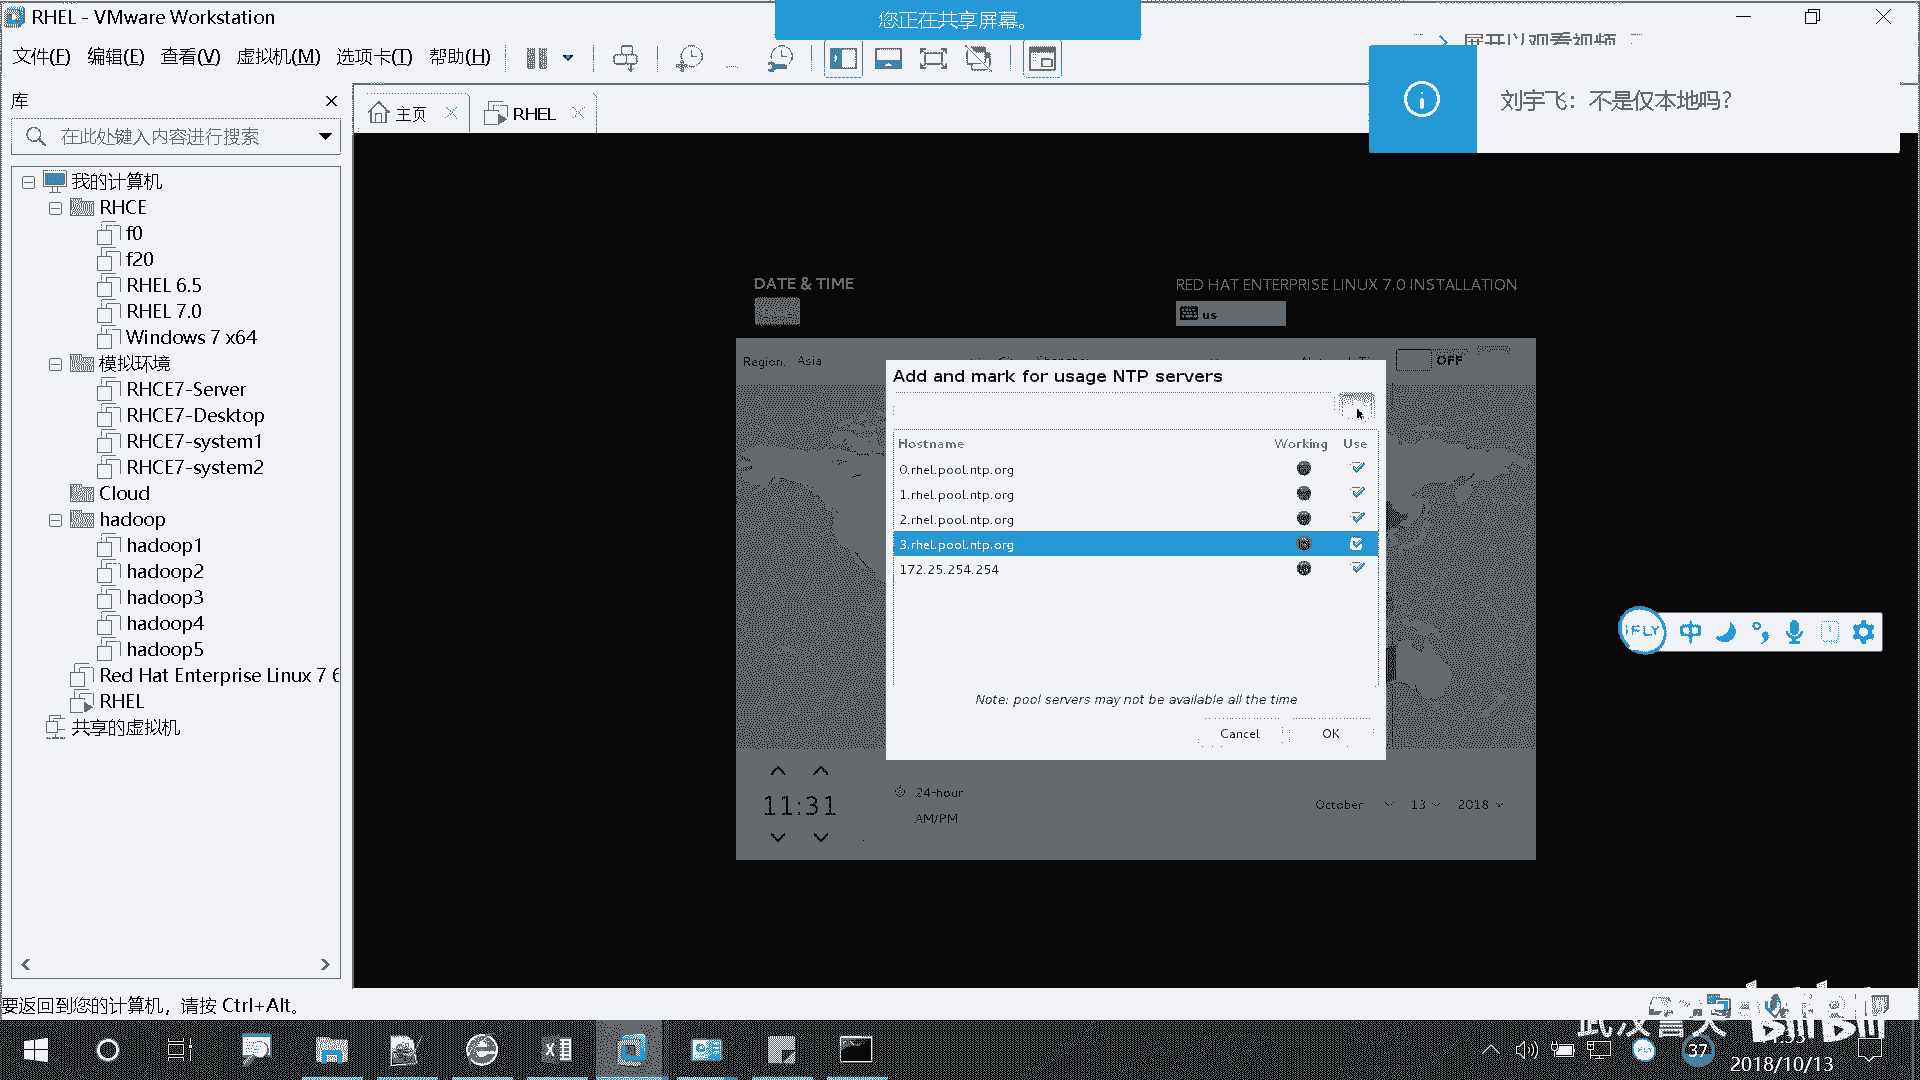 RHEL - VMware Workstation
您正在共享屏幕。
文件(F) 编辑(E) 查看(V) 虚拟机(M) 选项卡(T) 帮助(H)
展开以观看视频
刘宇飞：不是仅本地吗？
库
主页
RHEL
在此处键入内容进行搜索
我的计算机
RHCE
f0
f20
RHEL 6.5
RHEL 7.0
Windows 7 x64
模拟环境
RHCE7-Server
RHCE7-Desktop
RHCE7-system1
RHCE7-system2
Cloud
hadoop
hadoop1
hadoop2
hadoop3
hadoop4
hadoop5
Red Hat Enterprise Linux 7 6
RHEL
共享的虚拟机
DATE & TIME
RED HAT ENTERPRISE LINUX 7.0 INSTALLATION
us
Region: Asia
OFF
Add and mark for usage NTP servers
Hostname Working Use
0.rhel.pool.ntp.org
1.rhel.pool.ntp.org
2.rhel.pool.ntp.org
3.rhel.pool.ntp.org
172.25.254.254
Note: pool servers may not be available all the time
Cancel OK
11:31
24-hour
AM/PM
October 13 2018
iFLY 中
要返回到您的计算机，请按 Ctrl+Alt。
bilibili
37
2018/10/13